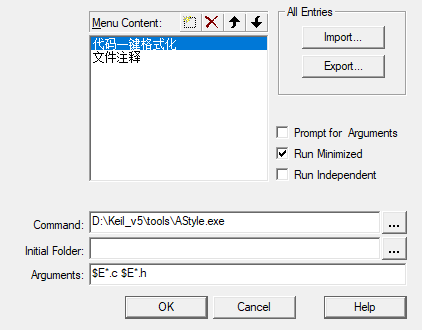 Menu Content:
All Entries
代码一键格式化
文件注释
Import...
Export...
Prompt for Arguments
Run Minimized
Run Independent
Command: D:\Keil_v5\tools\AStyle.exe ...
Initial Folder: ...
Arguments: $E*.c $E*.h
OK Cancel Help